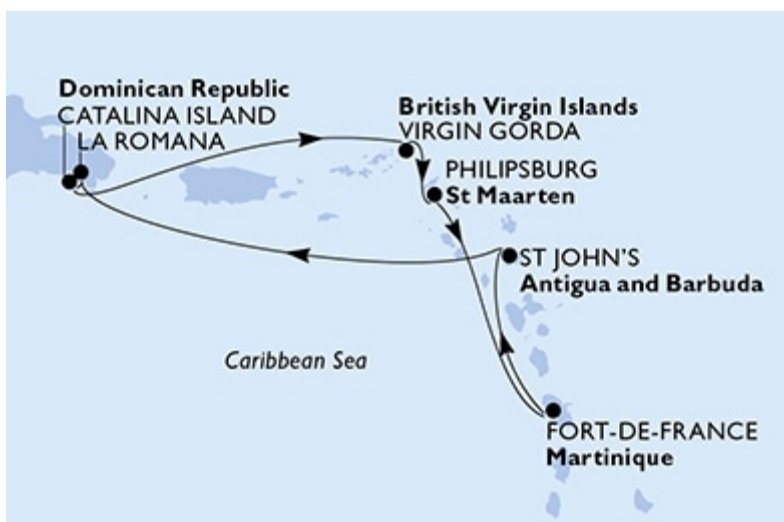 Dominican Republic
CATALINA ISLAND
LA ROMANA
British Virgin Islands
VIRGIN GORDA
PHILIPSBURG
St Maarten
ST JOHN'S
Antigua and Barbuda
Caribbean Sea
FORT-DE-FRANCE
Martinique